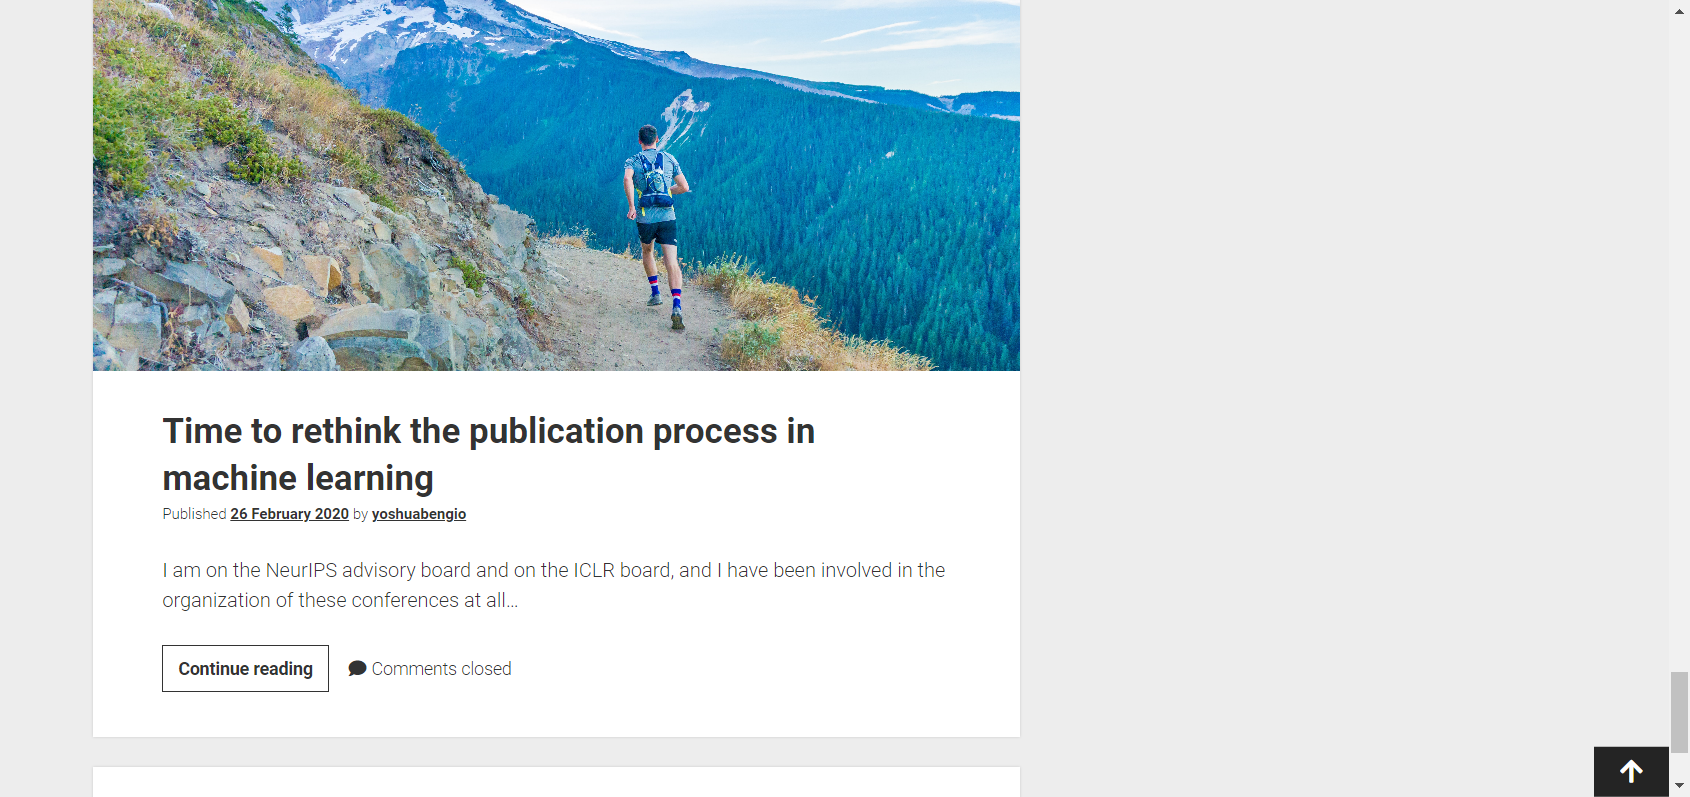 Time to rethink the publication process in
machine learning
Published 26 February 2020 by yoshuabengio
I am on the NeurIPS advisory board and on the ICLR board, and I have been involved in the
organization of these conferences at all…
Continue reading Comments closed